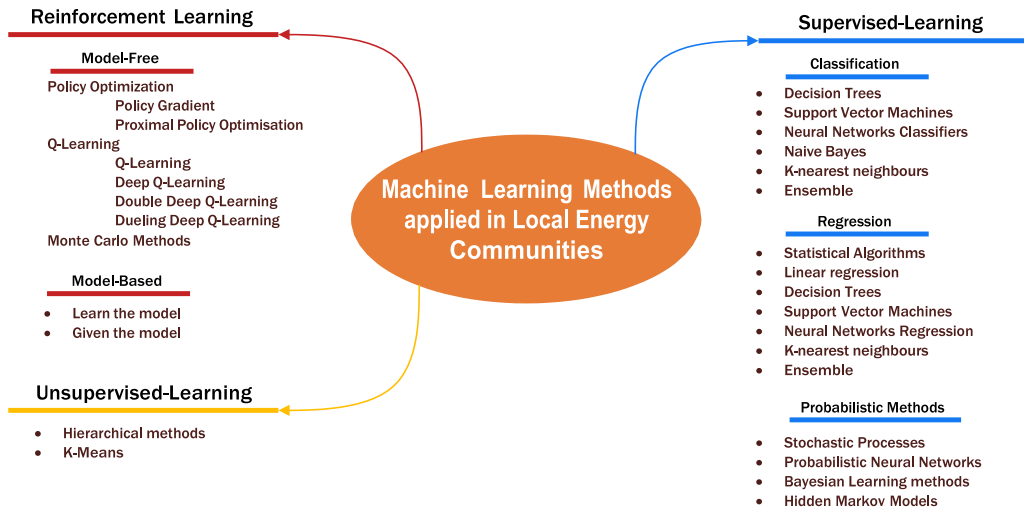 Reinforcement Learning
Model-Free
Policy Optimization
Policy Gradient
Proximal Policy Optimisation
Q-Learning
Q-Learning
Deep Q-Learning
Double Deep Q-Learning
Dueling Deep Q-Learning
Monte Carlo Methods
Model-Based
• Learn the model
• Given the model
Unsupervised-Learning
• Hierarchical methods
• K-Means
Machine Learning Methods
applied in Local Energy
Communities
Supervised-Learning
Classification
• Decision Trees
• Support Vector Machines
• Neural Networks Classifiers
• Naive Bayes
• K-nearest neighbours
• Ensemble
Regression
• Statistical Algorithms
• Linear regression
• Decision Trees
• Support Vector Machines
• Neural Networks Regression
• K-nearest neighbours
• Ensemble
Probabilistic Methods
• Stochastic Processes
• Probabilistic Neural Networks
• Bayesian Learning methods
• Hidden Markov Models